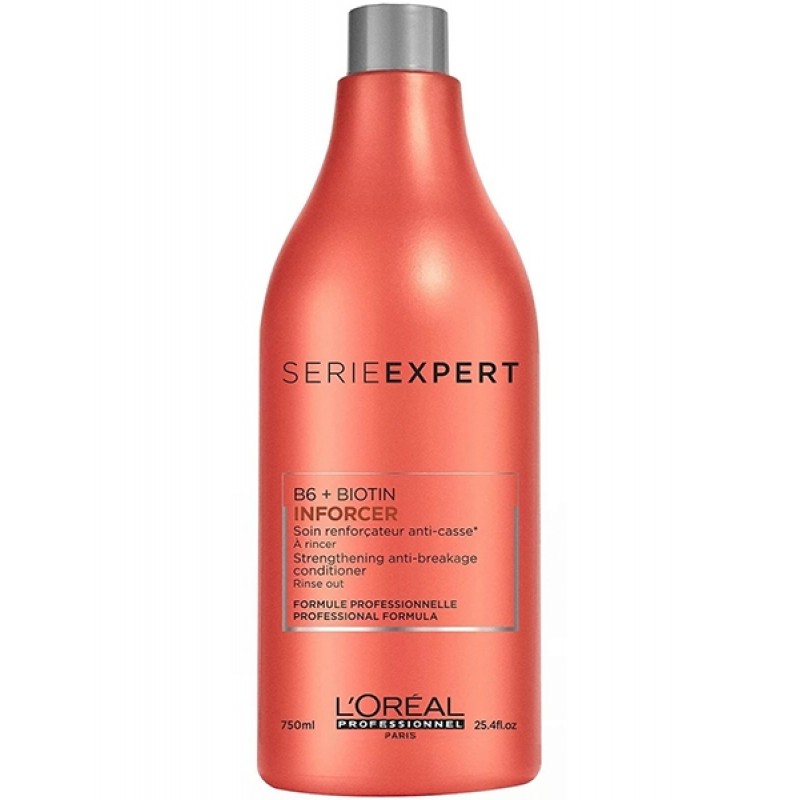 SERIEEXPERT
B6 + BIOTIN
INFORCER
Soin renforçateur anti-casse*
À rincer
Strengthening anti-breakage
conditioner
Rinse out
FORMULE PROFESSIONNELLE
PROFESSIONAL FORMULA
L'ORÉAL
PROFESSIONNEL
PARIS
750ml
25.4fl.oz